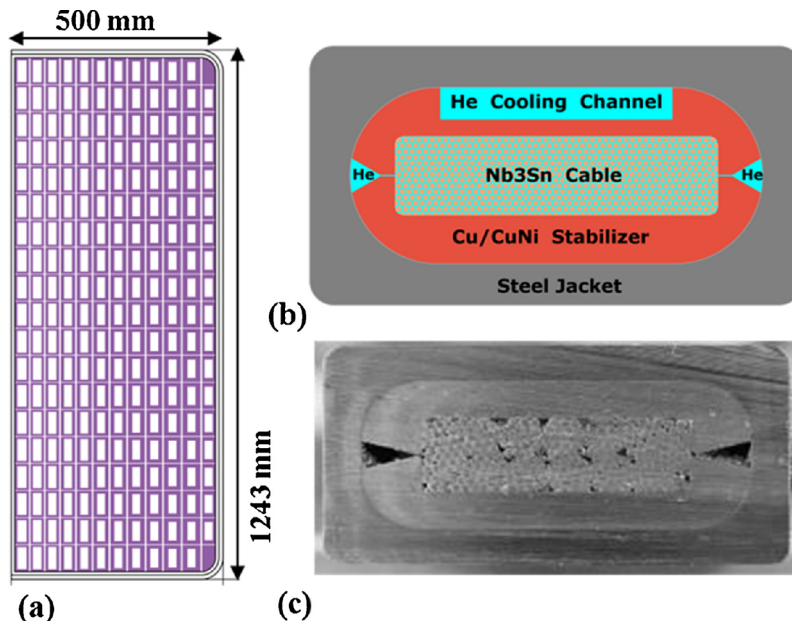 500 mm
1243 mm
(a)
He Cooling Channel
He
Nb3Sn Cable
He
Cu/CuNi Stabilizer
Steel Jacket
(b)
(c)